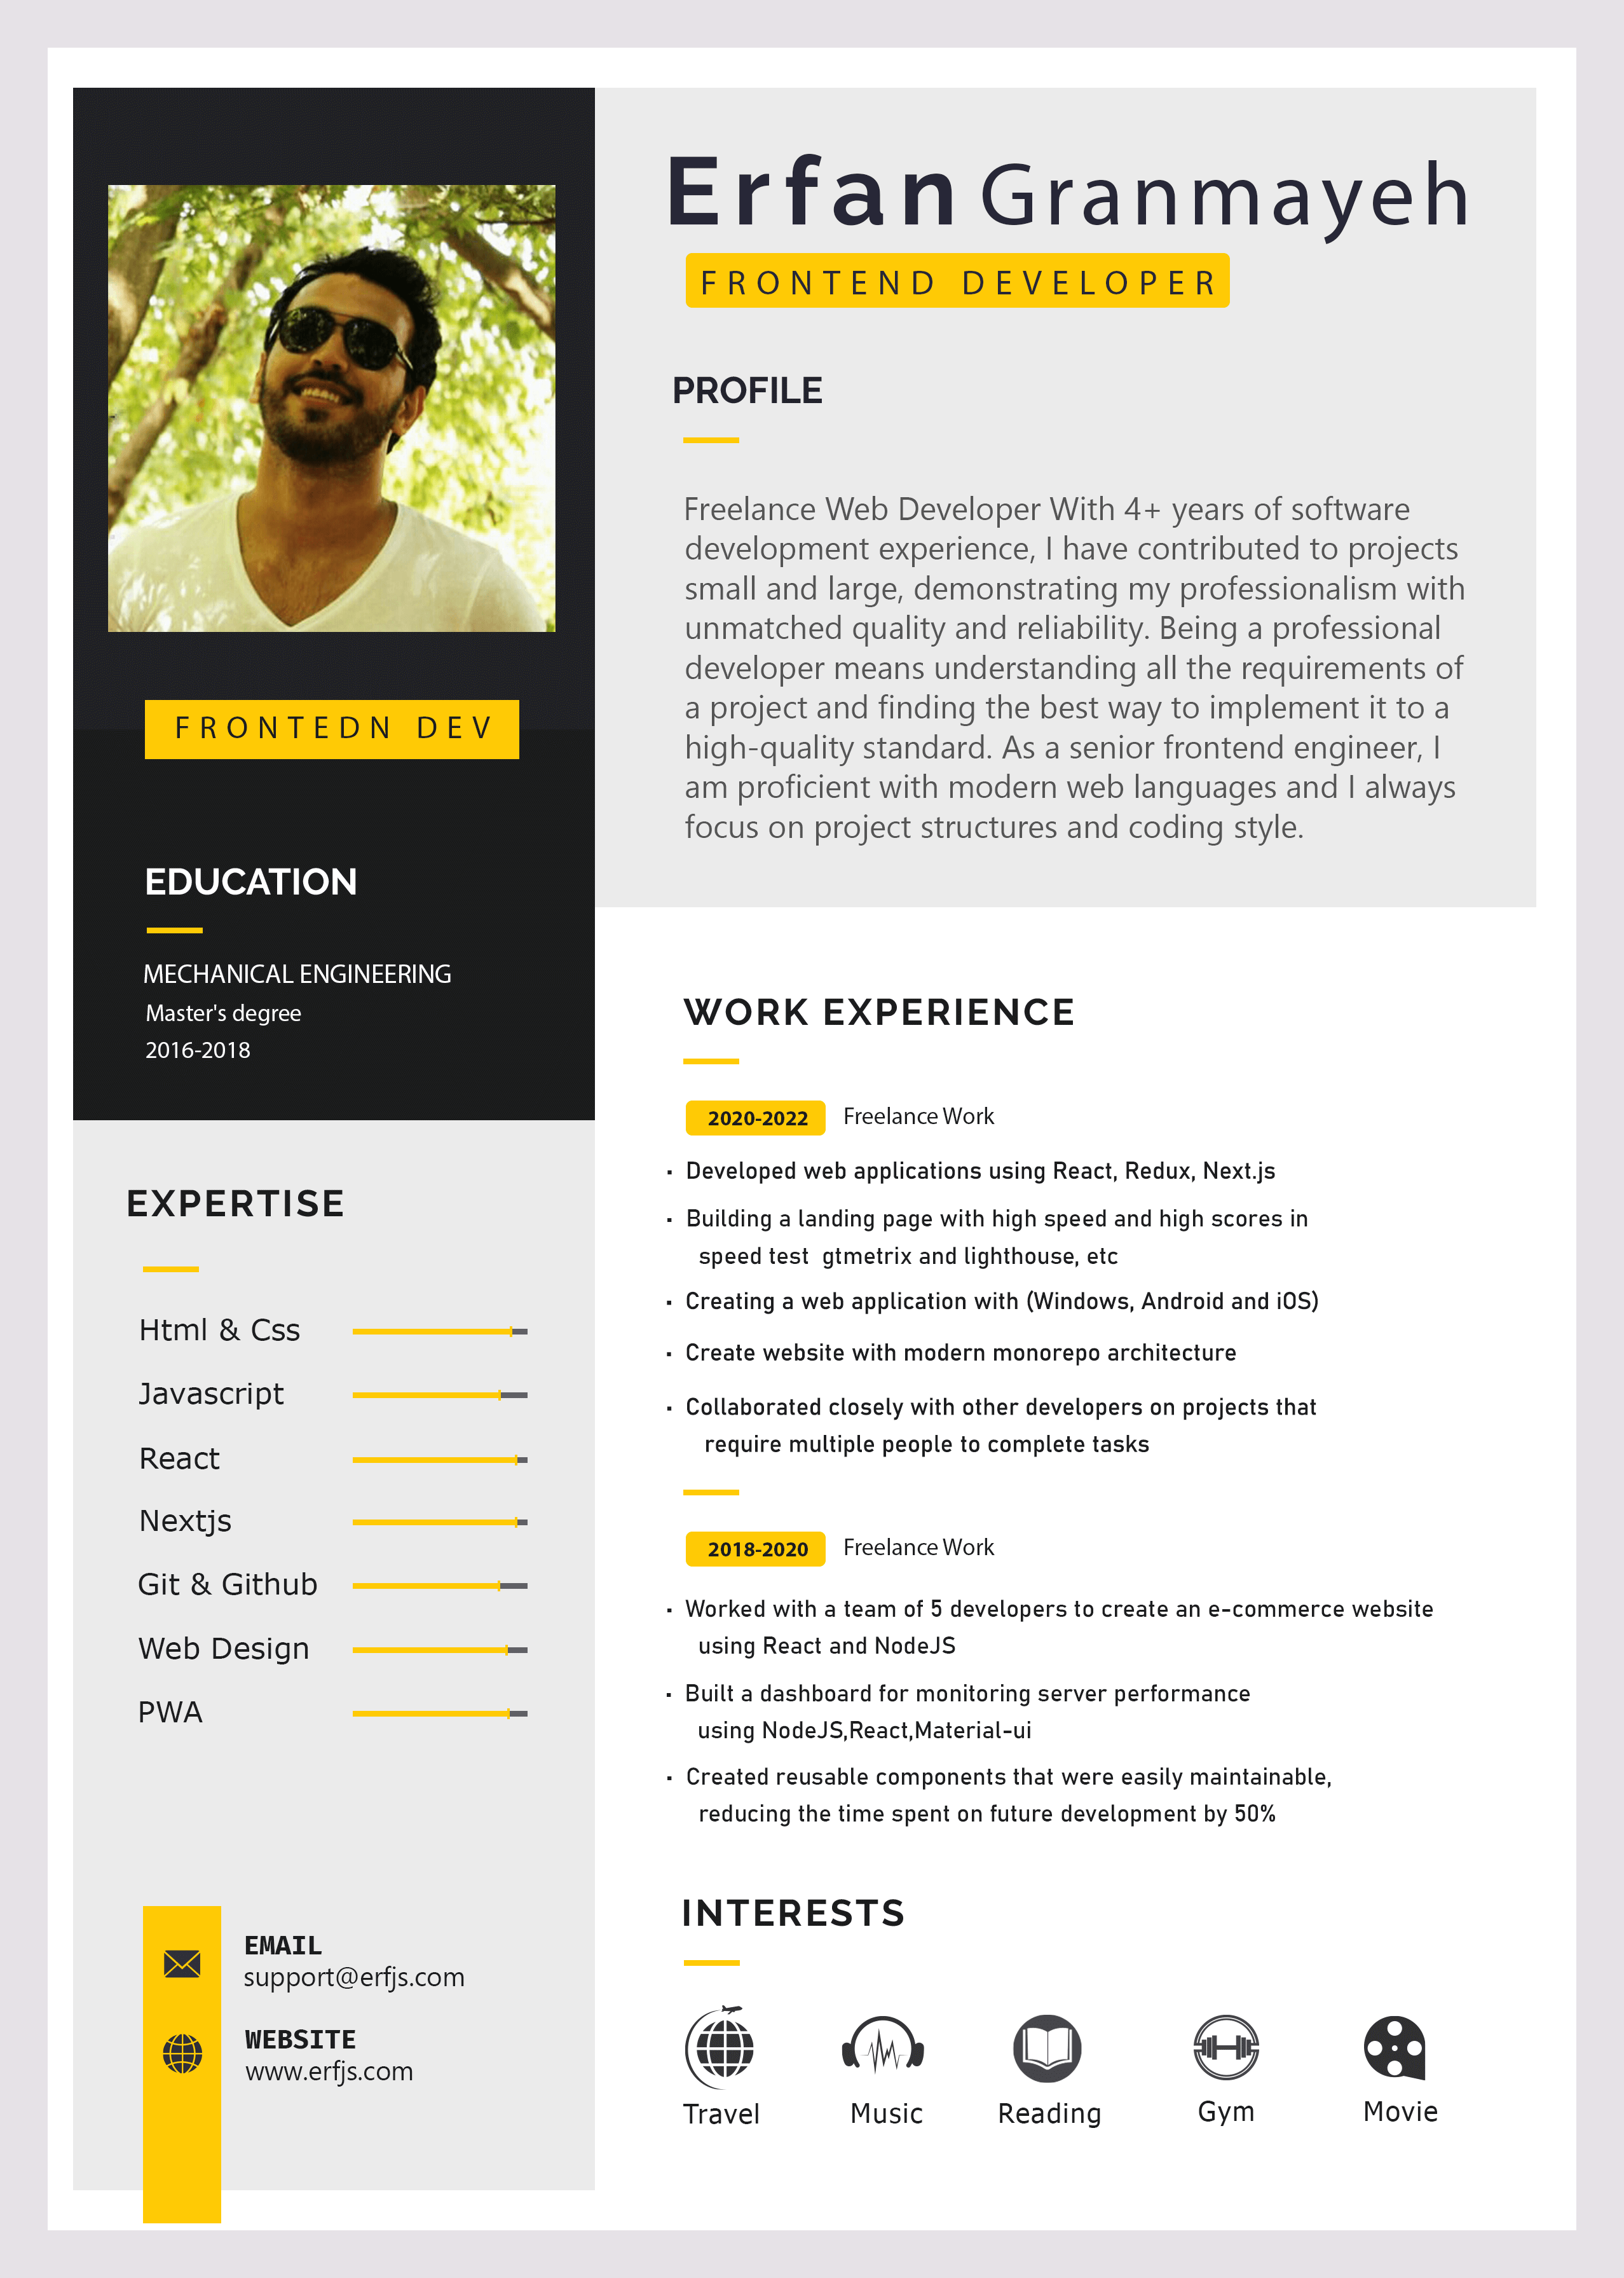 Erfan Granmayeh
FRONTEND DEVELOPER
PROFILE
Freelance Web Developer With 4+ years of software
development experience, I have contributed to projects
small and large, demonstrating my professionalism with
unmatched quality and reliability. Being a professional
developer means understanding all the requirements of
a project and finding the best way to implement it to a
high-quality standard. As a senior frontend engineer, I
am proficient with modern web languages and I always
focus on project structures and coding style.
FRONTEDN DEV
EDUCATION
MECHANICAL ENGINEERING
Master's degree
2016-2018
EXPERTISE
Html & Css
Javascript
React
Nextjs
Git & Github
Web Design
PWA
EMAIL
support@erfjs.com
WEBSITE
www.erfjs.com
WORK EXPERIENCE
2020-2022 Freelance Work
· Developed web applications using React, Redux, Next.js
· Building a landing page with high speed and high scores in
speed test gtmetrix and lighthouse, etc
· Creating a web application with (Windows, Android and iOS)
· Create website with modern monorepo architecture
· Collaborated closely with other developers on projects that
require multiple people to complete tasks
2018-2020 Freelance Work
· Worked with a team of 5 developers to create an e-commerce website
using React and NodeJS
· Built a dashboard for monitoring server performance
using NodeJS,React,Material-ui
· Created reusable components that were easily maintainable,
reducing the time spent on future development by 50%
INTERESTS
Travel Music Reading Gym Movie